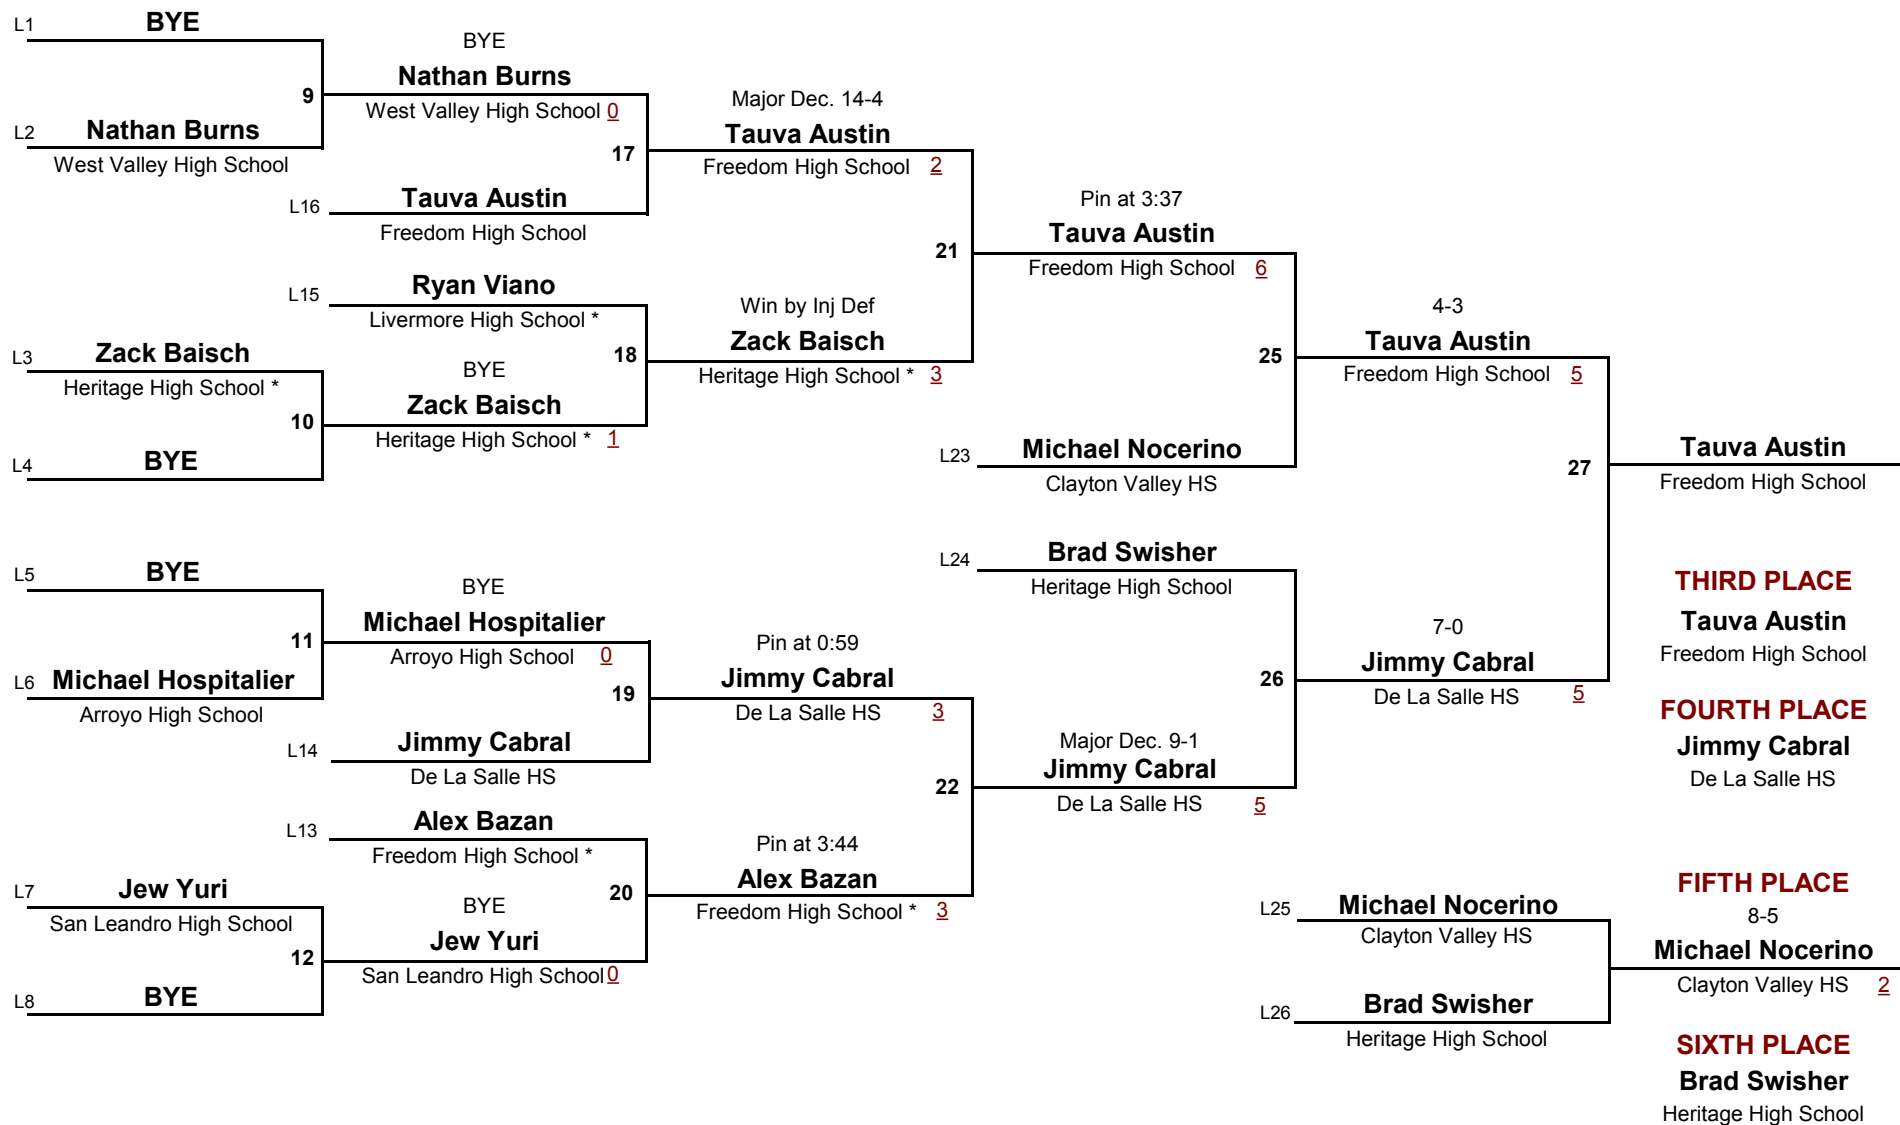 L1 BYE
9
L2 Nathan Burns
West Valley High School
BYE
Nathan Burns
West Valley High School 0
17
L16 Tauva Austin
Freedom High School
Major Dec. 14-4
Tauva Austin
Freedom High School 2
21
L15 Ryan Viano
Livermore High School *
18
L3 Zack Baisch
Heritage High School *
10
L4 BYE
BYE
Zack Baisch
Heritage High School * 1
Win by Inj Def
Zack Baisch
Heritage High School * 3
Pin at 3:37
Tauva Austin
Freedom High School 6
25
L23 Michael Nocerino
Clayton Valley HS
4-3
Tauva Austin
Freedom High School 5
27
Tauva Austin
Freedom High School
L5 BYE
11
L6 Michael Hospitalier
Arroyo High School
BYE
Michael Hospitalier
Arroyo High School 0
19
L14 Jimmy Cabral
De La Salle HS
Pin at 0:59
Jimmy Cabral
De La Salle HS 3
22
L13 Alex Bazan
Freedom High School *
20
L7 Jew Yuri
San Leandro High School
12
L8 BYE
BYE
Jew Yuri
San Leandro High School 0
Pin at 3:44
Alex Bazan
Freedom High School * 3
L24 Brad Swisher
Heritage High School
26
Major Dec. 9-1
Jimmy Cabral
De La Salle HS 5
7-0
Jimmy Cabral
De La Salle HS 5
THIRD PLACE
Tauva Austin
Freedom High School
FOURTH PLACE
Jimmy Cabral
De La Salle HS
L25 Michael Nocerino
Clayton Valley HS
L26 Brad Swisher
Heritage High School
FIFTH PLACE
8-5
Michael Nocerino
Clayton Valley HS 2
SIXTH PLACE
Brad Swisher
Heritage High School